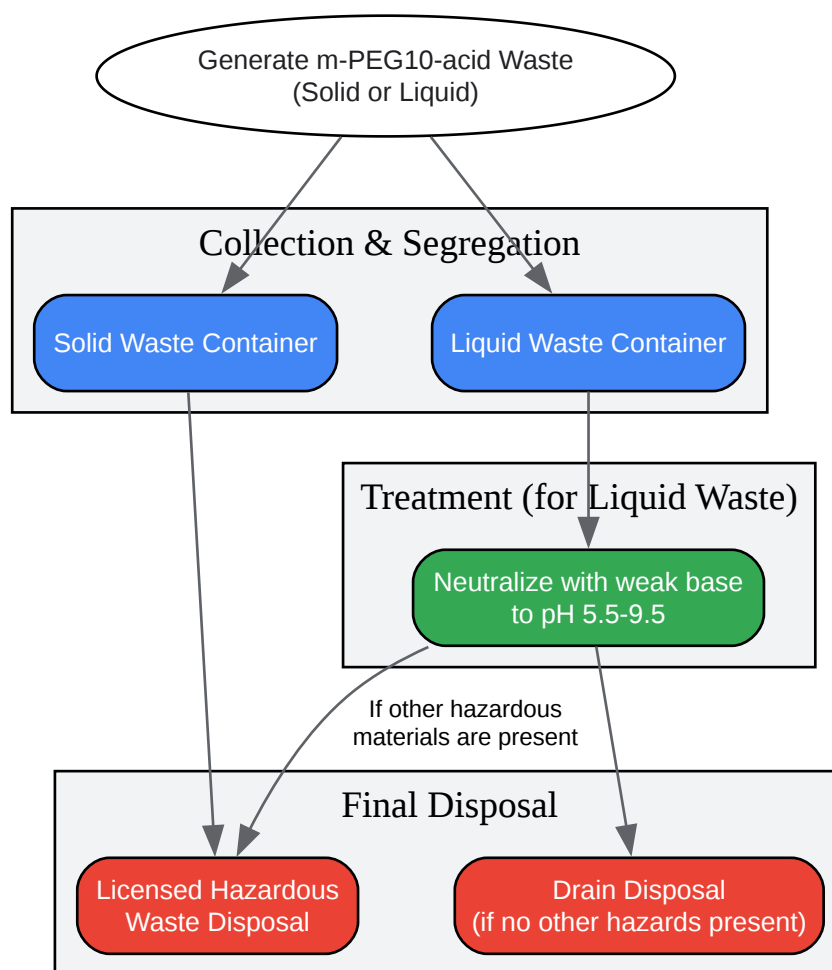 Generate m-PEG10-acid Waste
(Solid or Liquid)
Collection & Segregation
Solid Waste Container
Liquid Waste Container
Treatment (for Liquid Waste)
Neutralize with weak base
to pH 5.5-9.5
If other hazardous
materials are present
Final Disposal
Licensed Hazardous
Waste Disposal
Drain Disposal
(if no other hazards present)